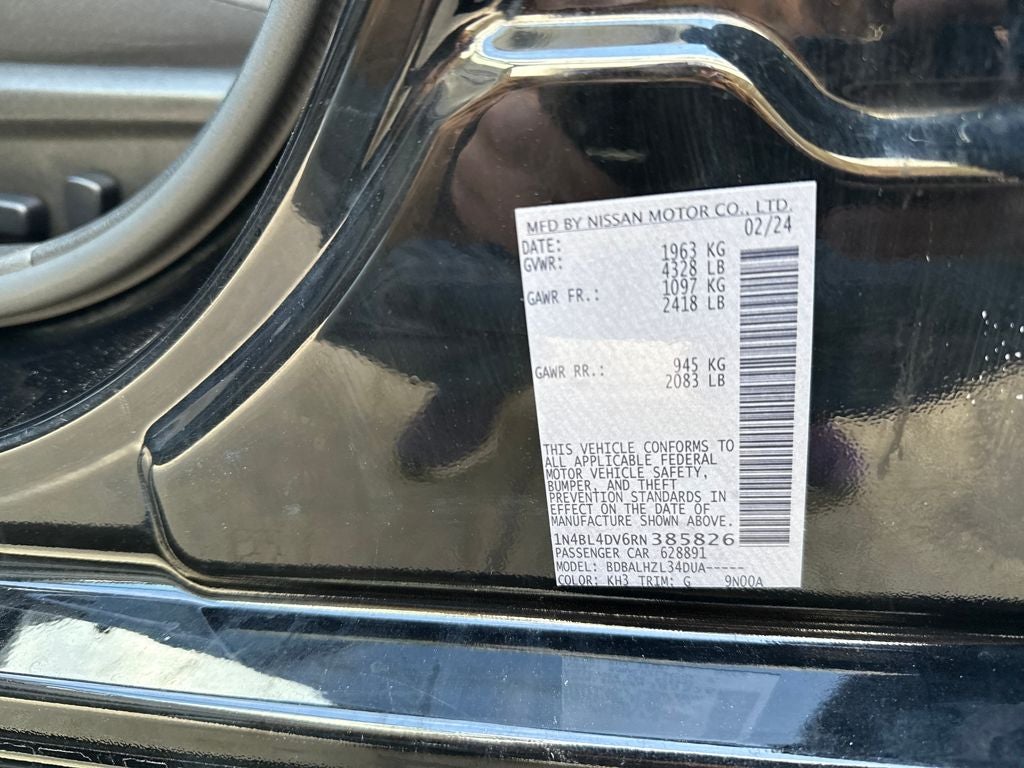 MFD BY NISSAN MOTOR CO., LTD.
DATE: 02/24
GVWR: 1963 KG
4328 LB
GAWR FR.: 1097 KG
2418 LB
GAWR RR.: 945 KG
2083 LB
THIS VEHICLE CONFORMS TO
ALL APPLICABLE FEDERAL
MOTOR VEHICLE SAFETY,
BUMPER, AND THEFT
PREVENTION STANDARDS IN
EFFECT ON THE DATE OF
MANUFACTURE SHOWN ABOVE.
1N4BL4DV6RN385826
PASSENGER CAR 628891
MODEL: BDBALHZL34DUA-----
COLOR: KH3 TRIM: G 9N00A